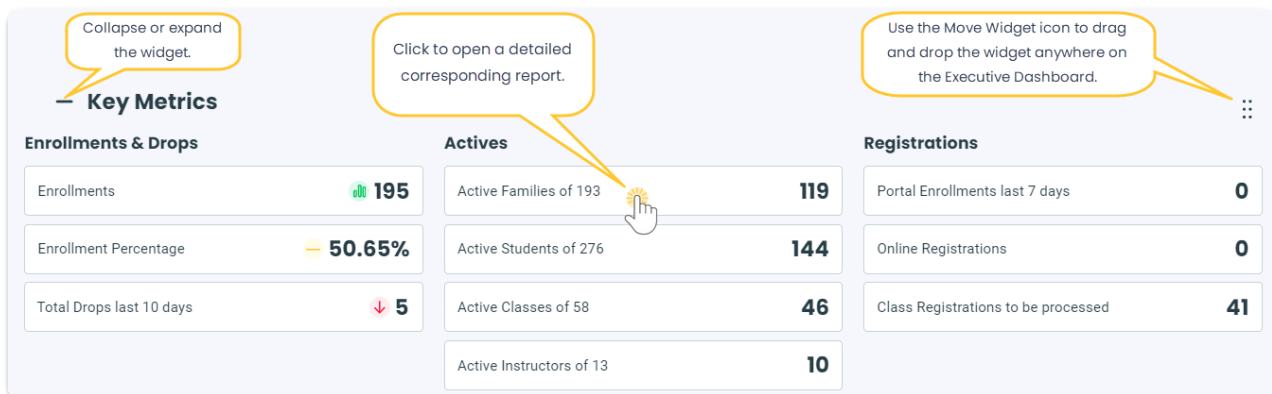 Collapse or expand
the widget.
Click to open a detailed
corresponding report.
Use the Move Widget icon to drag
and drop the widget anywhere on
the Executive Dashboard.
Key Metrics
Enrollments & Drops
Enrollments 195
Enrollment Percentage 50.65%
Total Drops last 10 days 5
Actives
Active Families of 193 119
Active Students of 276 144
Active Classes of 58 46
Active Instructors of 13 10
Registrations
Portal Enrollments last 7 days 0
Online Registrations 0
Class Registrations to be processed 41